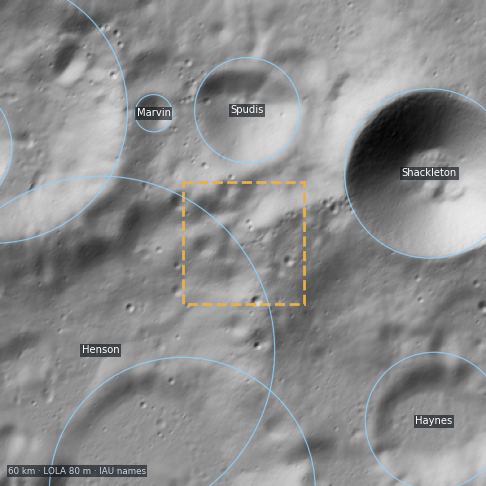 Marvin
Spudis
Shackleton
Henson
Haynes
60 km · LOLA 80 m · IAU names